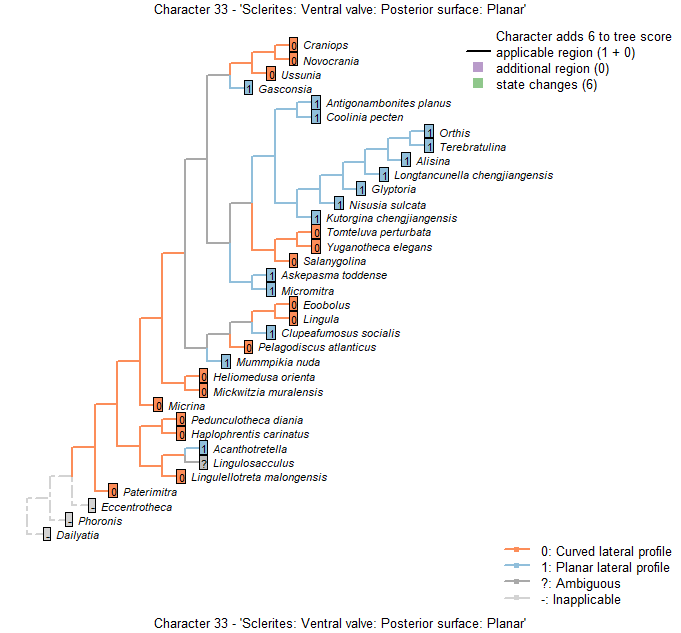 Character 33 - 'Sclerites: Ventral valve: Posterior surface: Planar'
Character adds 6 to tree score
applicable region (1 + 0)
additional region (0)
state changes (6)
0 Craniops
0 Novocrania
0 Ussunia
1 Gasconsia
1 Antigonambonites planus
1 Coolinia pecten
1 Orthis
1 Terebratulina
1 Alisina
1 Longtancunella chengjiangensis
1 Glyptoria
1 Nisusia sulcata
1 Kutorgina chengjiangensis
0 Tomteluva perturbata
0 Yuganotheca elegans
0 Salanygolina
1 Askepasma toddense
1 Micromitra
0 Eoobolus
0 Lingula
1 Clupeafumosus socialis
0 Pelagodiscus atlanticus
1 Mummpikia nuda
0 Heliomedusa orienta
0 Mickwitzia muralensis
0 Micrina
0 Pedunculotheca diania
0 Haplophrentis carinatus
1 Acanthotretella
? Lingulosacculus
0 Lingulellotreta malongensis
0 Paterimitra
- Eccentrotheca
- Phoronis
- Dailyatia
0: Curved lateral profile
1: Planar lateral profile
?: Ambiguous
-: Inapplicable
Character 33 - 'Sclerites: Ventral valve: Posterior surface: Planar'